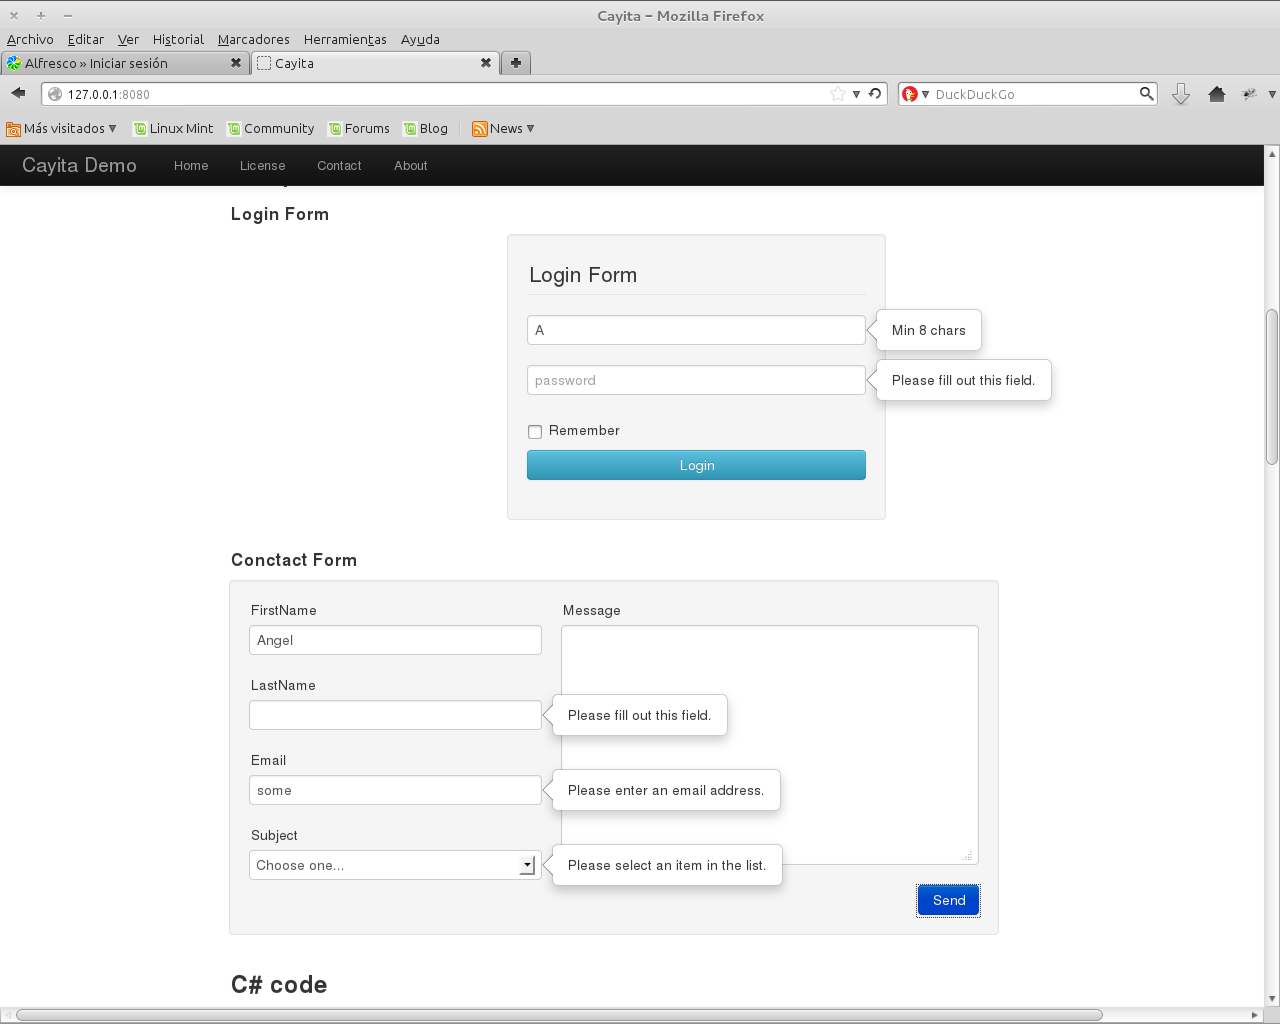 Cayita - Mozilla Firefox
Archivo Editar Ver Historial Marcadores Herramientas Ayuda
Alfresco » Iniciar sesión Cayita
127.0.0.1:8080 DuckDuckGo
Más visitados Linux Mint Community Forums Blog News
Cayita Demo Home License Contact About
Login Form
Login Form
A Min 8 chars
password Please fill out this field.
Remember
Login
Conctact Form
FirstName Message
Angel
LastName
Please fill out this field.
Email
some Please enter an email address.
Subject
Choose one... Please select an item in the list.
Send
C# code